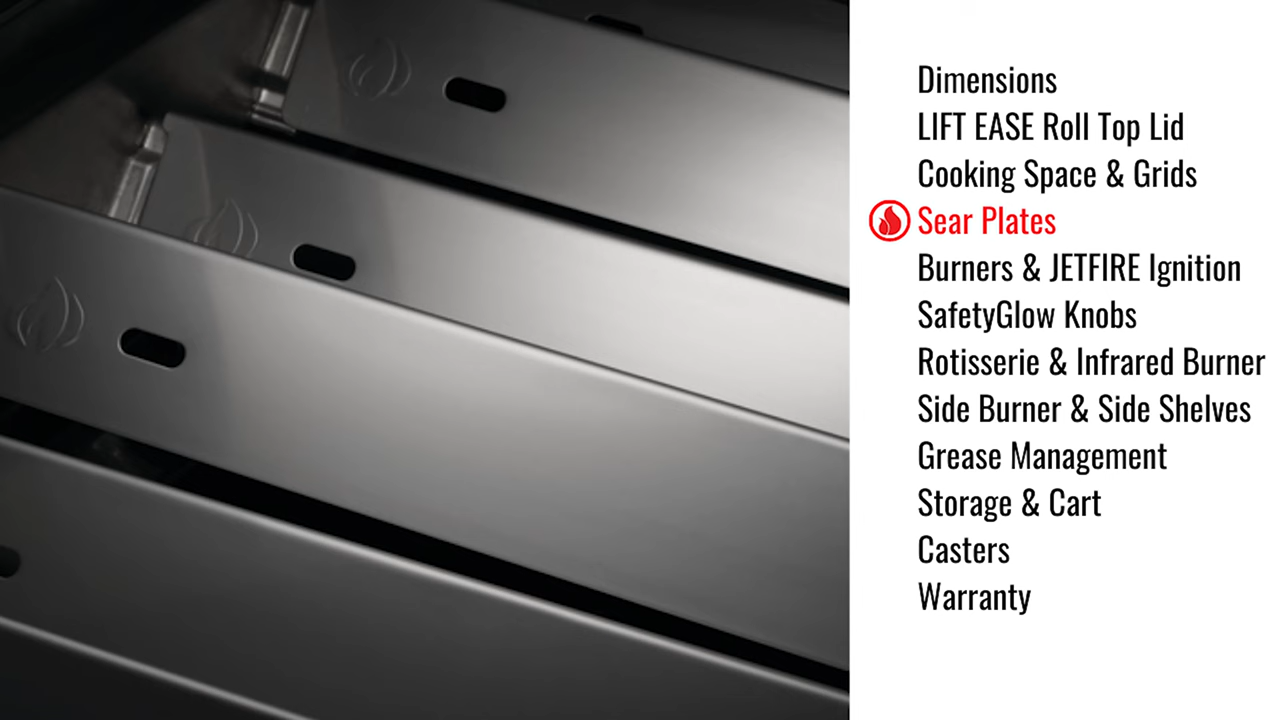 Dimensions
LIFT EASE Roll Top Lid
Cooking Space & Grids
Sear Plates
Burners & JETFIRE Ignition
SafetyGlow Knobs
Rotisserie & Infrared Burner
Side Burner & Side Shelves
Grease Management
Storage & Cart
Casters
Warranty